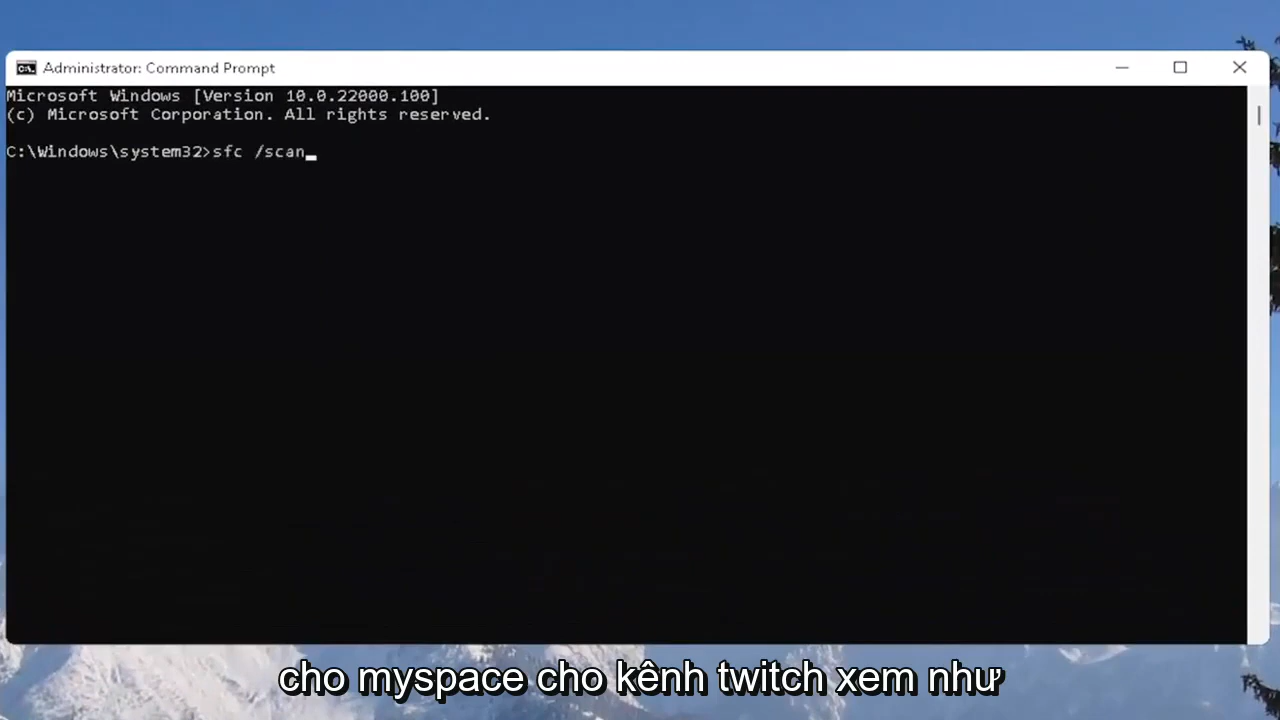 Administrator: Command Prompt
Microsoft Windows [Version 10.0.22000.100]
(c) Microsoft Corporation. All rights reserved.
C:\Windows\system32>sfc /scan
cho myspace cho kênh twitch xem như